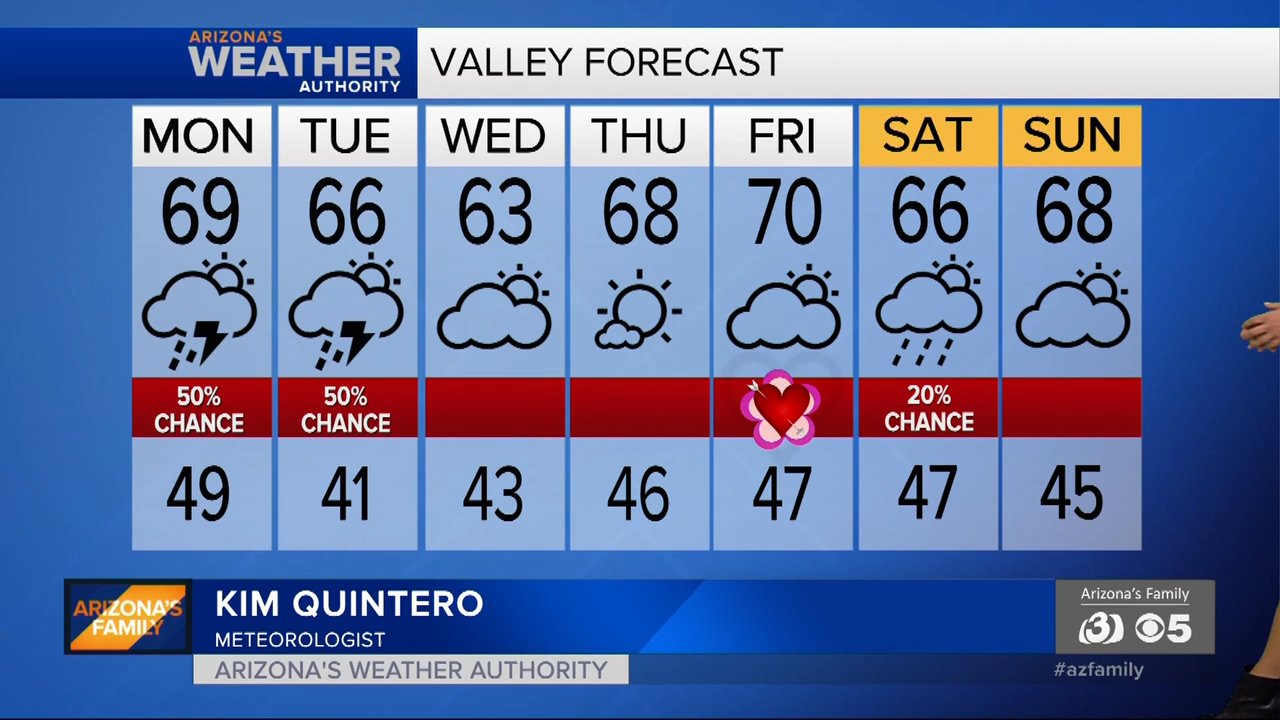 ARIZONA'S
WEATHER
AUTHORITY
VALLEY FORECAST
MON TUE WED THU FRI SAT SUN
69 66 63 68 70 66 68
50% 50% 20%
CHANCE CHANCE CHANCE
49 41 43 46 47 47 45
ARIZONA'S
FAMILY
KIM QUINTERO
METEOROLOGIST
ARIZONA'S WEATHER AUTHORITY
Arizona's Family
3 5
#azfamily